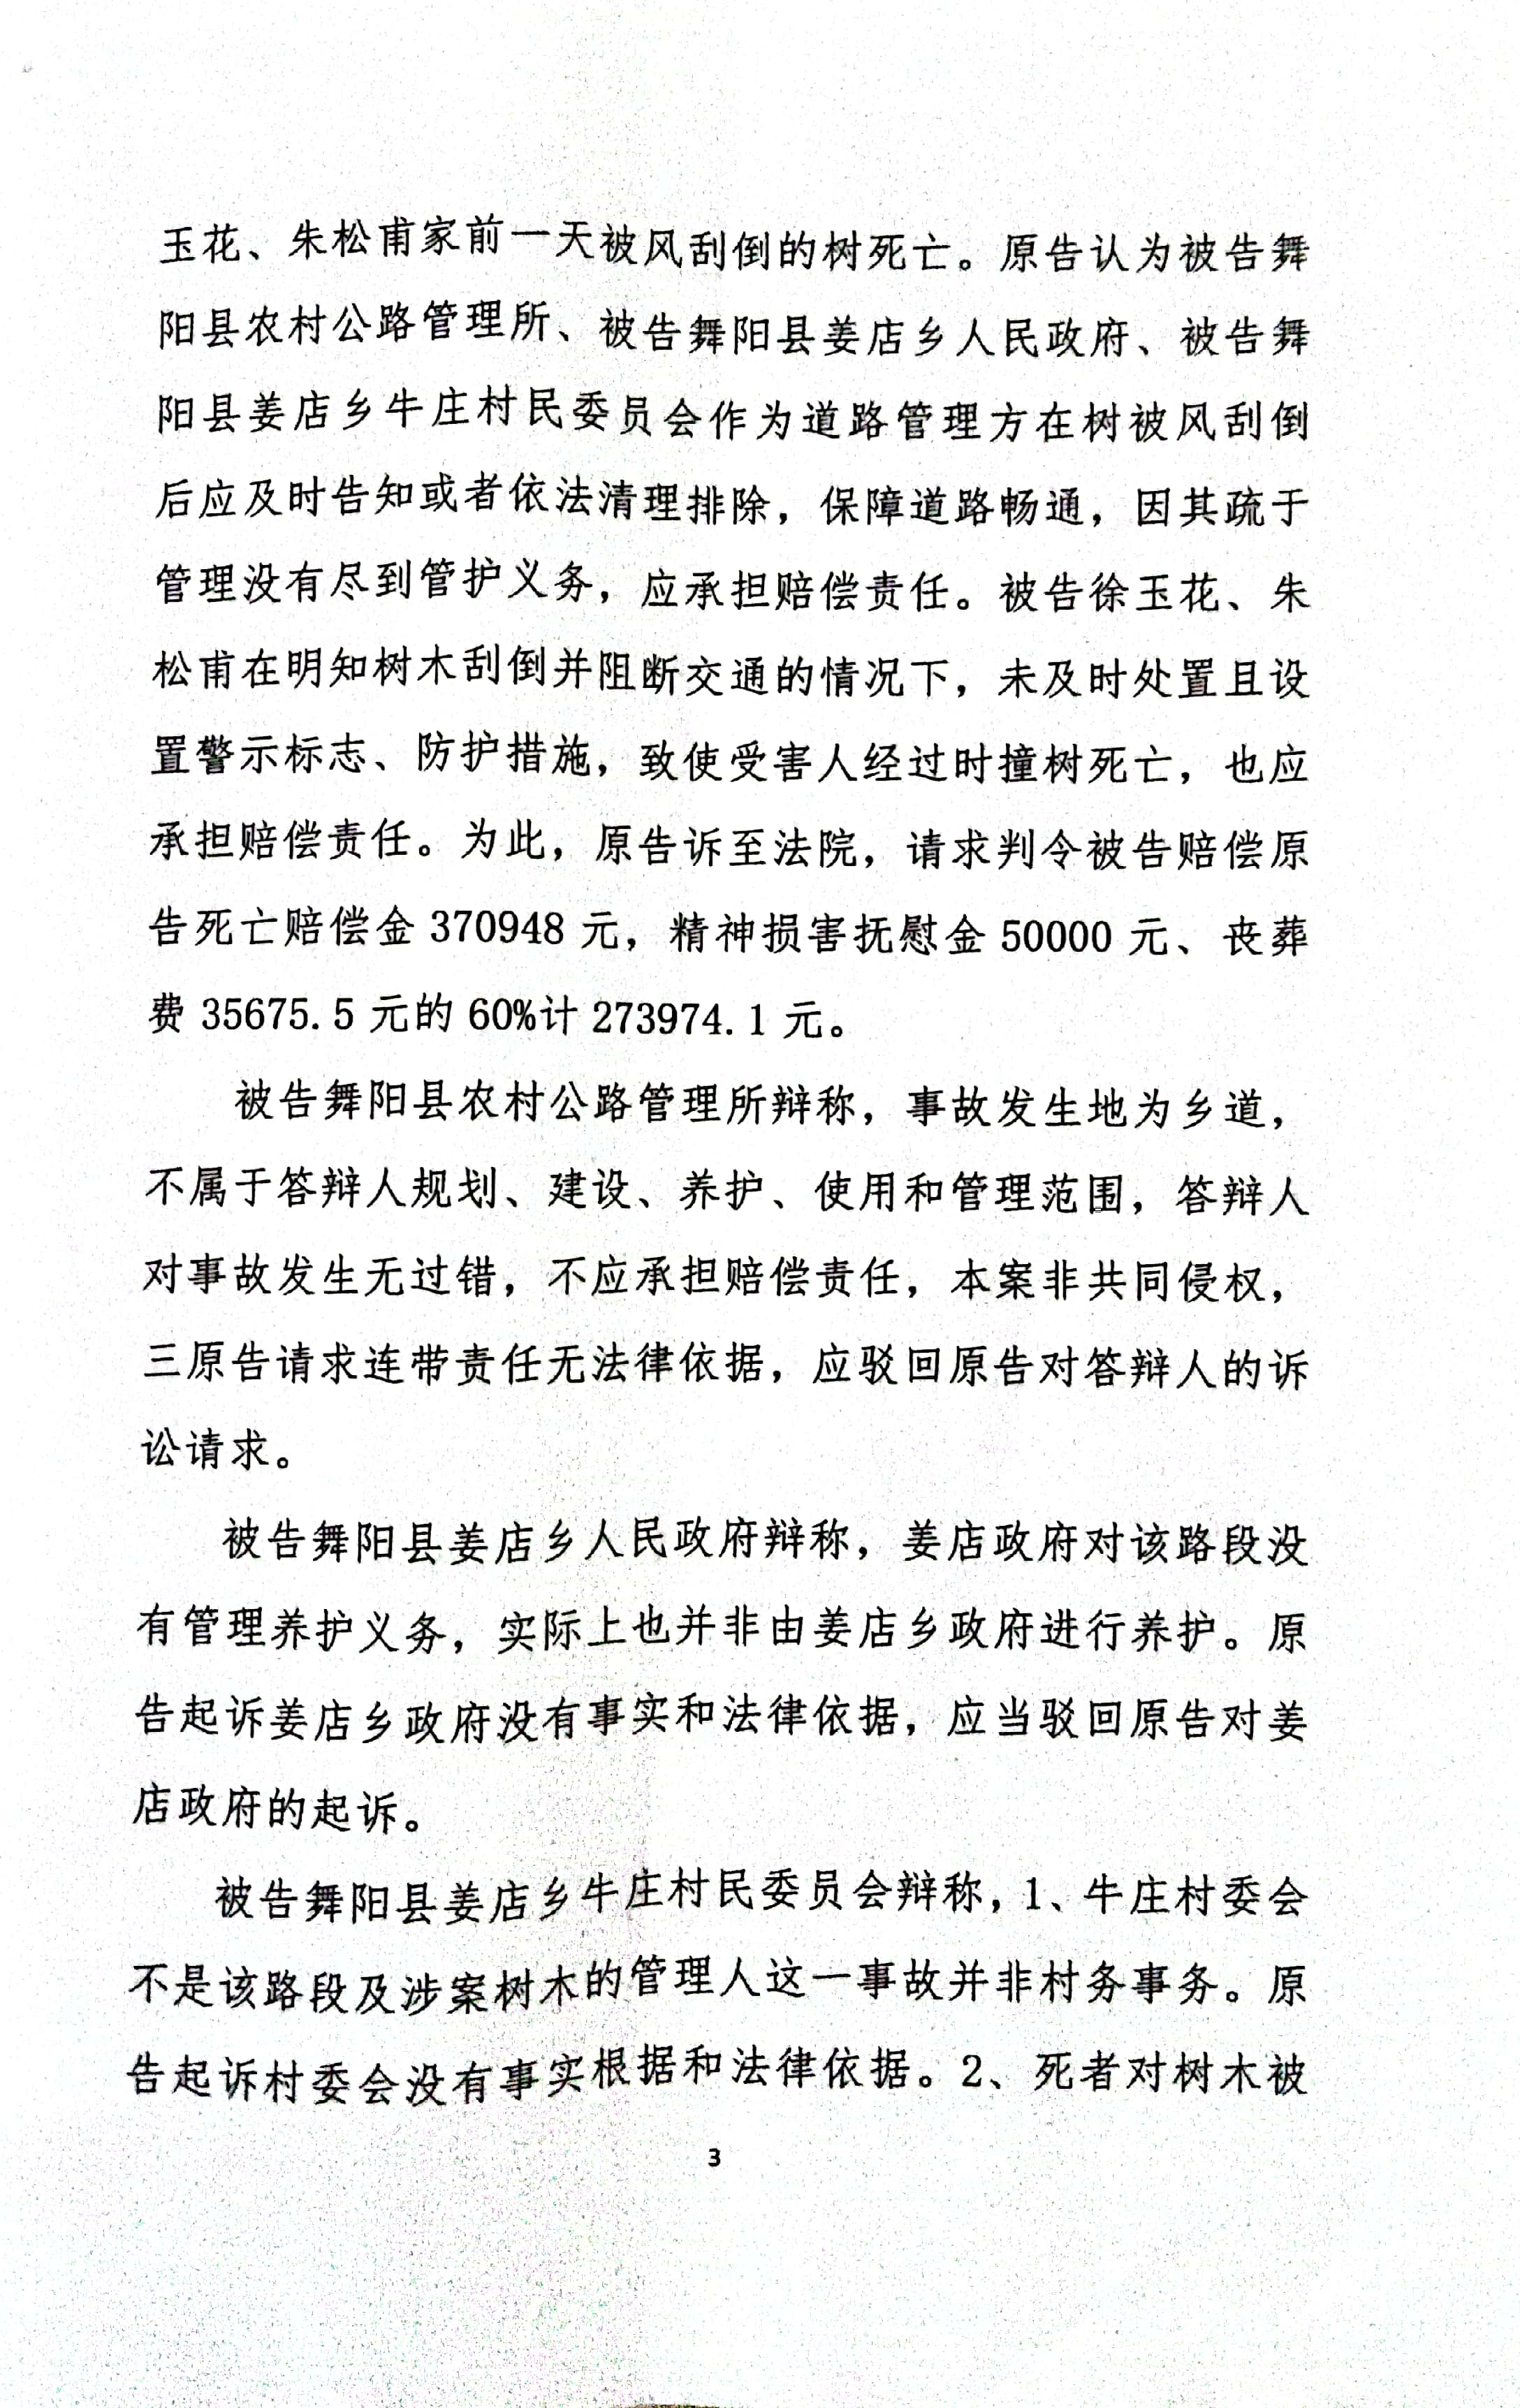 玉花、朱松甫家前一天被风刮倒的树死亡。原告认为被告舞
阳县农村公路管理所、被告舞阳县姜店乡人民政府、被告舞
阳县姜店乡牛庄村民委员会作为道路管理方在树被风刮倒
后应及时告知或者依法清理排除，保障道路畅通，因其疏于
管理没有尽到管护义务，应承担赔偿责任。被告徐玉花、朱
松甫在明知树木刮倒并阻断交通的情况下，未及时处置且设
置警示标志、防护措施，致使受害人经过时撞树死亡，也应
承担赔偿责任。为此，原告诉至法院，请求判令被告赔偿原
告死亡赔偿金 370948 元，精神损害抚慰金 50000 元、丧葬
费 35675.5 元的 60%计 273974.1 元。
被告舞阳县农村公路管理所辩称，事故发生地为乡道，
不属于答辩人规划、建设、养护、使用和管理范围，答辩人
对事故发生无过错，不应承担赔偿责任，本案非共同侵权，
三原告请求连带责任无法律依据，应驳回原告对答辩人的诉
讼请求。
被告舞阳县姜店乡人民政府辩称，姜店政府对该路段没
有管理养护义务，实际上也并非由姜店乡政府进行养护。原
告起诉姜店乡政府没有事实和法律依据，应当驳回原告对姜
店政府的起诉。
被告舞阳县姜店乡牛庄村民委员会辩称，1、牛庄村委会
不是该路段及涉案树木的管理人这一事故并非村务事务。原
告起诉村委会没有事实根据和法律依据。2、死者对树木被
3